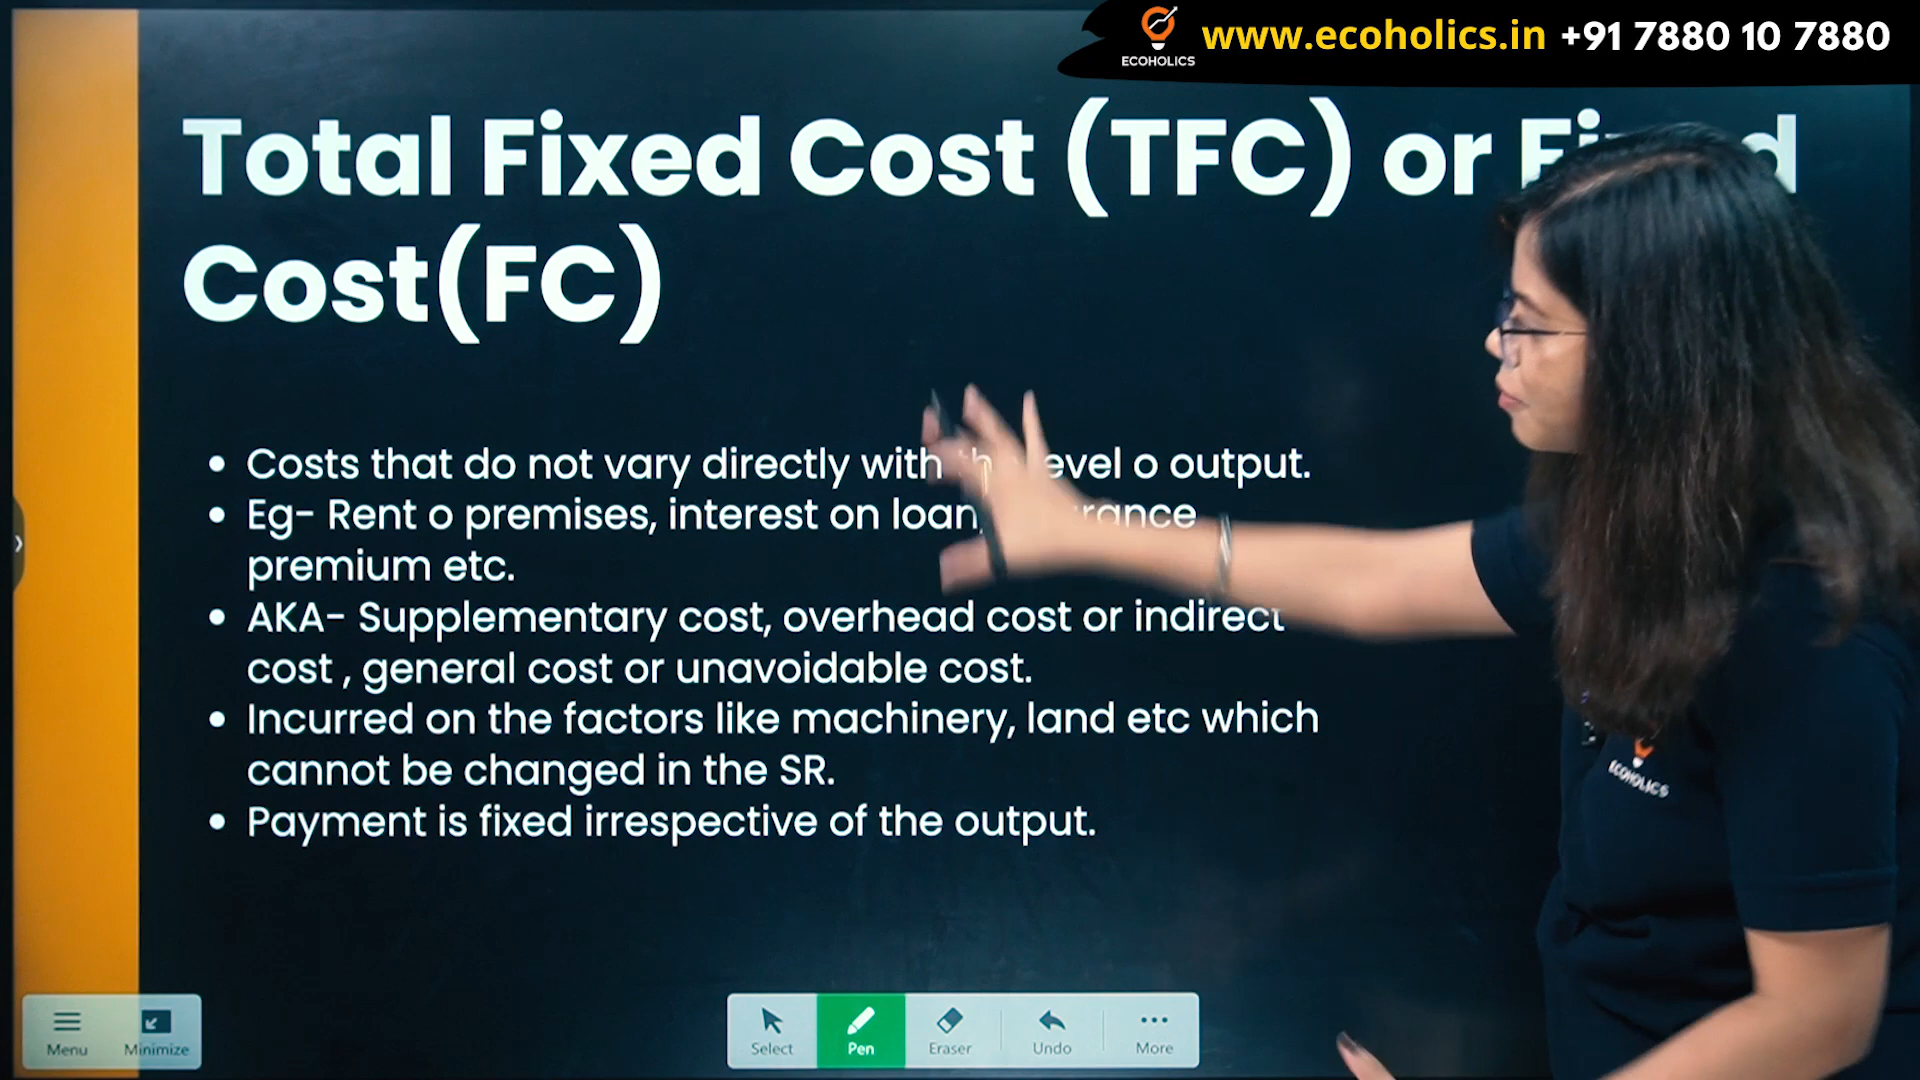 ECOHOLICS
www.ecoholics.in +91 7880 10 7880
Total Fixed Cost (TFC) or
Cost(FC)
• Costs that do not vary directly with level o output.
• Eg- Rent o premises, interest on loan,
premium etc.
• AKA- Supplementary cost, overhead cost or indirect
cost , general cost or unavoidable cost.
• Incurred on the factors like machinery, land etc which
cannot be changed in the SR.
• Payment is fixed irrespective of the output.
ECOHOLICS
Menu Minimize
Select Pen Eraser Undo More